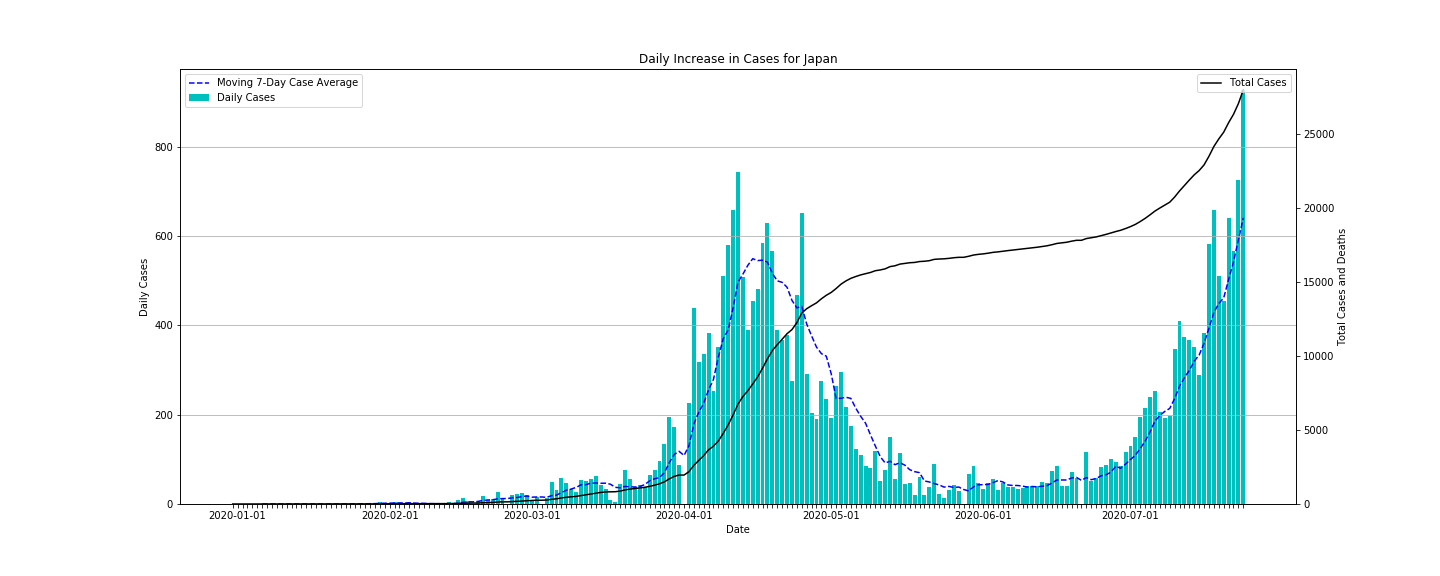 Daily Increase in Cases for Japan
Moving 7-Day Case Average
Daily Cases
Total Cases
800
600
400
200
0
Daily Cases
25000
20000
15000
10000
5000
0
Total Cases and Deaths
2020-01-01 2020-02-01 2020-03-01 2020-04-01 2020-05-01 2020-06-01 2020-07-01
Date